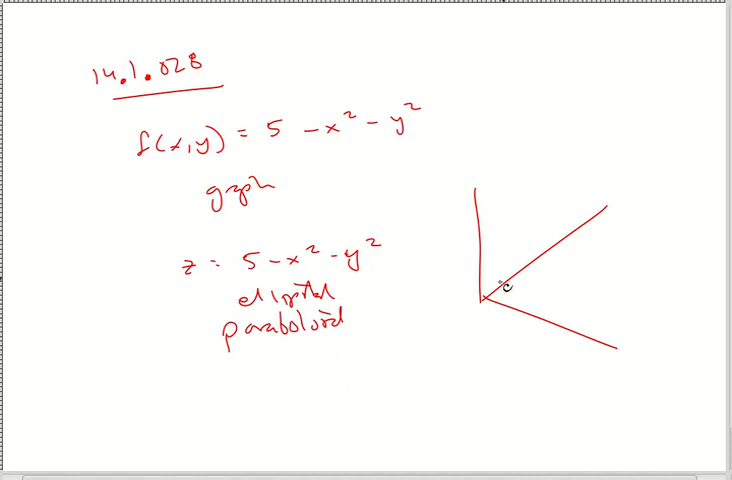 14.1.028
f(x,y) = 5 - x² - y²
graph
z = 5 - x² - y²
elliptical
paraboloid